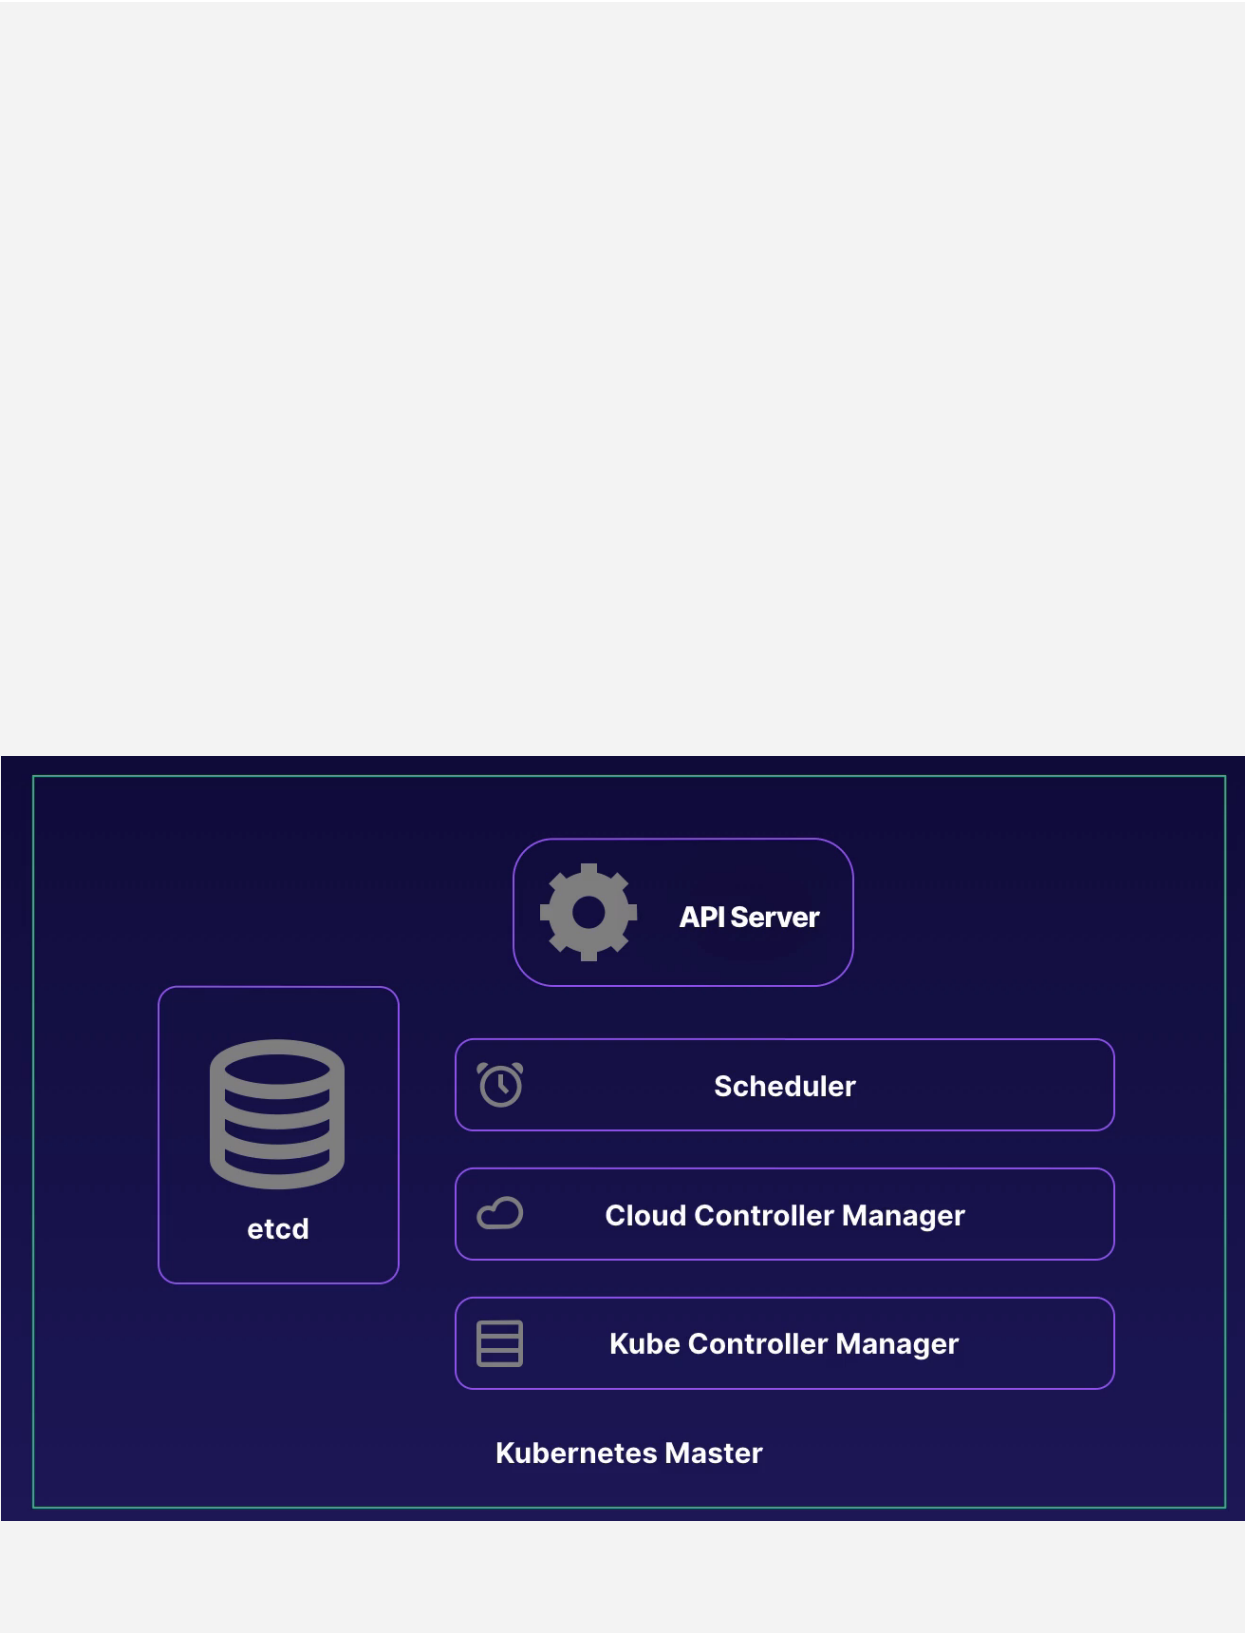 API Server
etcd
Scheduler
Cloud Controller Manager
Kube Controller Manager
Kubernetes Master